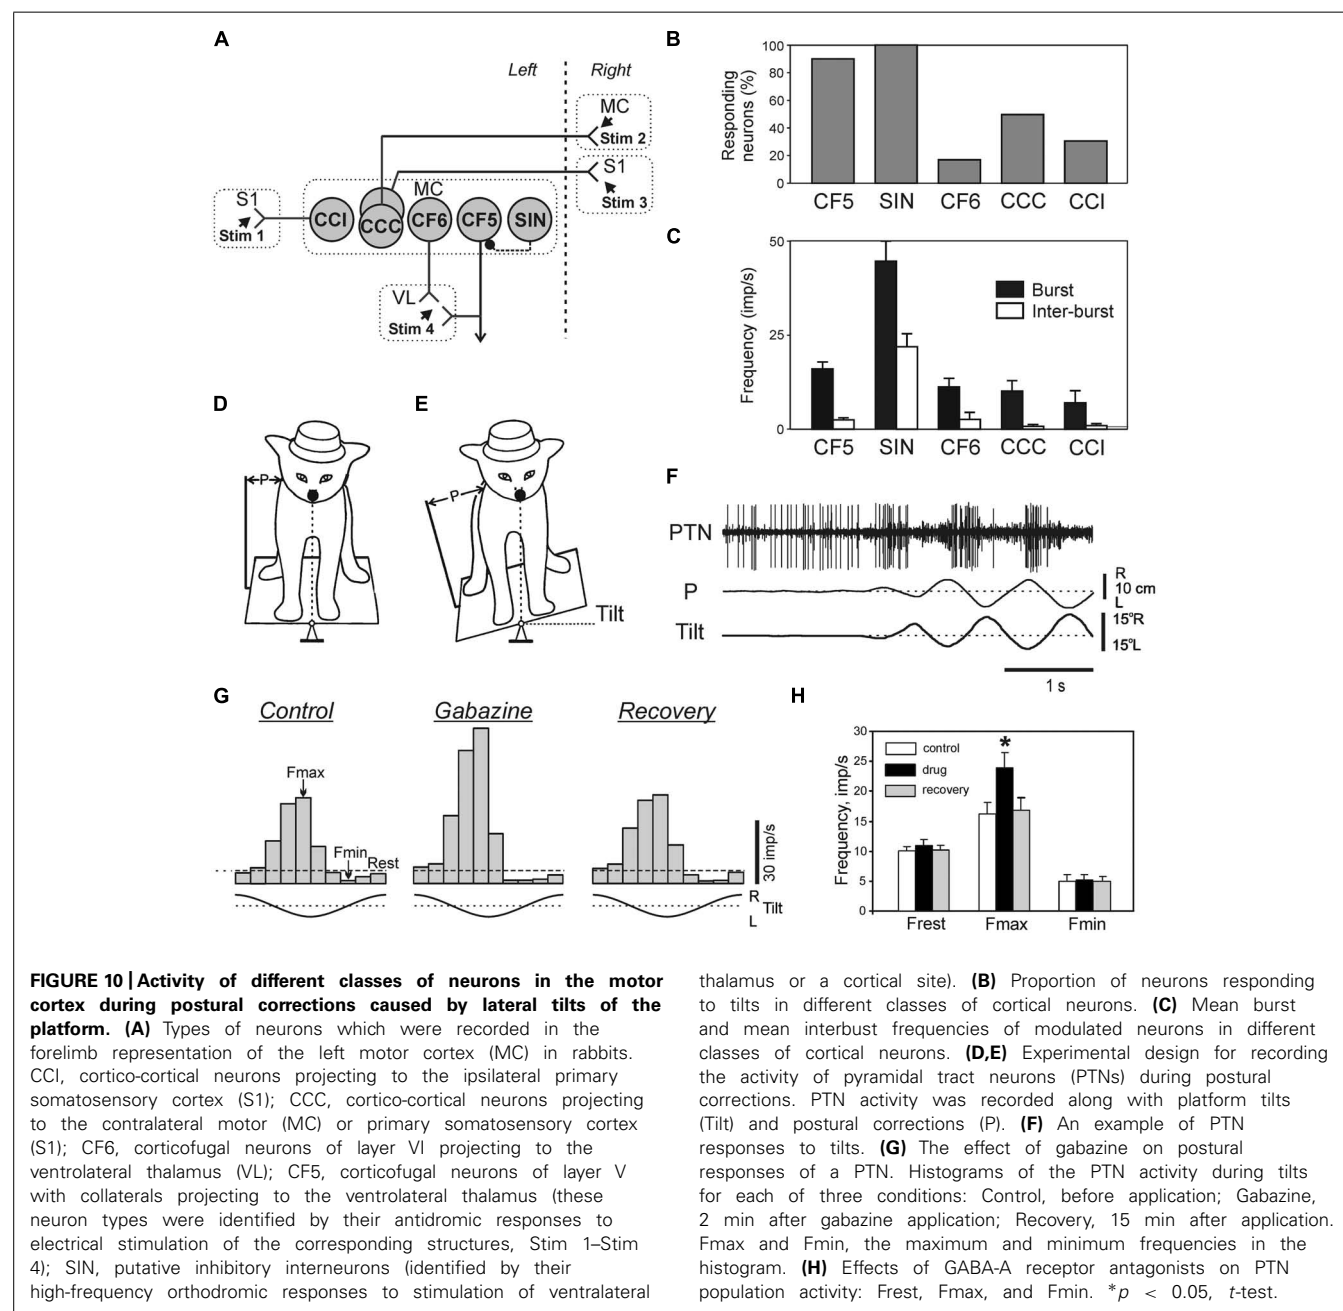 A
Left
Right
MC
Stim 2
S1
Stim 3
S1
Stim 1
MC
CCI
CCC
CF6
CF5
SIN
VL
Stim 4
B
Responding
neurons (%)
100
80
60
40
20
0
CF5 SIN CF6 CCC CCI
C
Frequency (imp/s)
50
25
0
Burst
Inter-burst
CF5 SIN CF6 CCC CCI
D
P
E
P
Tilt
F
PTN
P
R
10 cm
L
Tilt
15°R
15°L
1 s
G
Control
Gabazine
Recovery
Fmax
Fmin
Rest
30 imp/s
R
L
Tilt
H
Frequency, imp/s
30
25
20
15
10
5
0
control
drug
recovery
*
Frest Fmax Fmin
FIGURE 10 | Activity of different classes of neurons in the motor
cortex during postural corrections caused by lateral tilts of the
platform. (A) Types of neurons which were recorded in the
forelimb representation of the left motor cortex (MC) in rabbits.
CCI, cortico-cortical neurons projecting to the ipsilateral primary
somatosensory cortex (S1); CCC, cortico-cortical neurons projecting
to the contralateral motor (MC) or primary somatosensory cortex
(S1); CF6, corticofugal neurons of layer VI projecting to the
ventrolateral thalamus (VL); CF5, corticofugal neurons of layer V
with collaterals projecting to the ventrolateral thalamus (these
neuron types were identified by their antidromic responses to
electrical stimulation of the corresponding structures, Stim 1–Stim
4); SIN, putative inhibitory interneurons (identified by their
high-frequency orthodromic responses to stimulation of ventralateral
thalamus or a cortical site). (B) Proportion of neurons responding
to tilts in different classes of cortical neurons. (C) Mean burst
and mean interbust frequencies of modulated neurons in different
classes of cortical neurons. (D,E) Experimental design for recording
the activity of pyramidal tract neurons (PTNs) during postural
corrections. PTN activity was recorded along with platform tilts
(Tilt) and postural corrections (P). (F) An example of PTN
responses to tilts. (G) The effect of gabazine on postural
responses of a PTN. Histograms of the PTN activity during tilts
for each of three conditions: Control, before application; Gabazine,
2 min after gabazine application; Recovery, 15 min after application.
Fmax and Fmin, the maximum and minimum frequencies in the
histogram. (H) Effects of GABA-A receptor antagonists on PTN
population activity: Frest, Fmax, and Fmin. *p < 0.05, t-test.